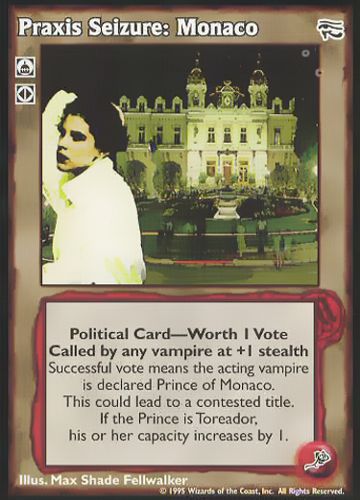 Praxis Seizure: Monaco
Political Card—Worth 1 Vote
Called by any vampire at +1 stealth
Successful vote means the acting vampire
is declared Prince of Monaco.
This could lead to a contested title.
If the Prince is Toreador,
his or her capacity increases by 1.
Illus. Max Shade Fellwalker
© 1995 Wizards of the Coast, Inc. All Rights Reserved.